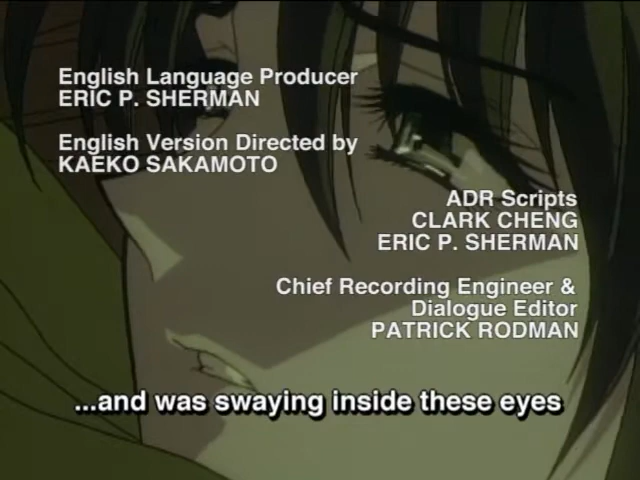 English Language Producer
ERIC P. SHERMAN
English Version Directed by
KAEKO SAKAMOTO
ADR Scripts
CLARK CHENG
ERIC P. SHERMAN
Chief Recording Engineer &
Dialogue Editor
PATRICK RODMAN
...and was swaying inside these eyes